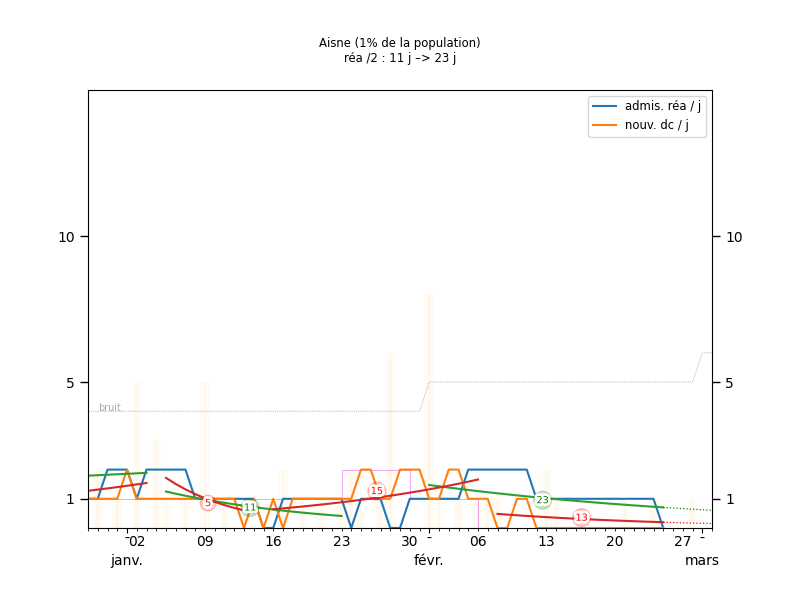 Aisne (1% de la population)
réa /2 : 11 j –> 23 j
admis. réa / j
nouv. dc / j
10 10
5 5
bruit
1 1
5 11 15 23 13
02 09 16 23 30 06 13 20 27
janv. févr. mars